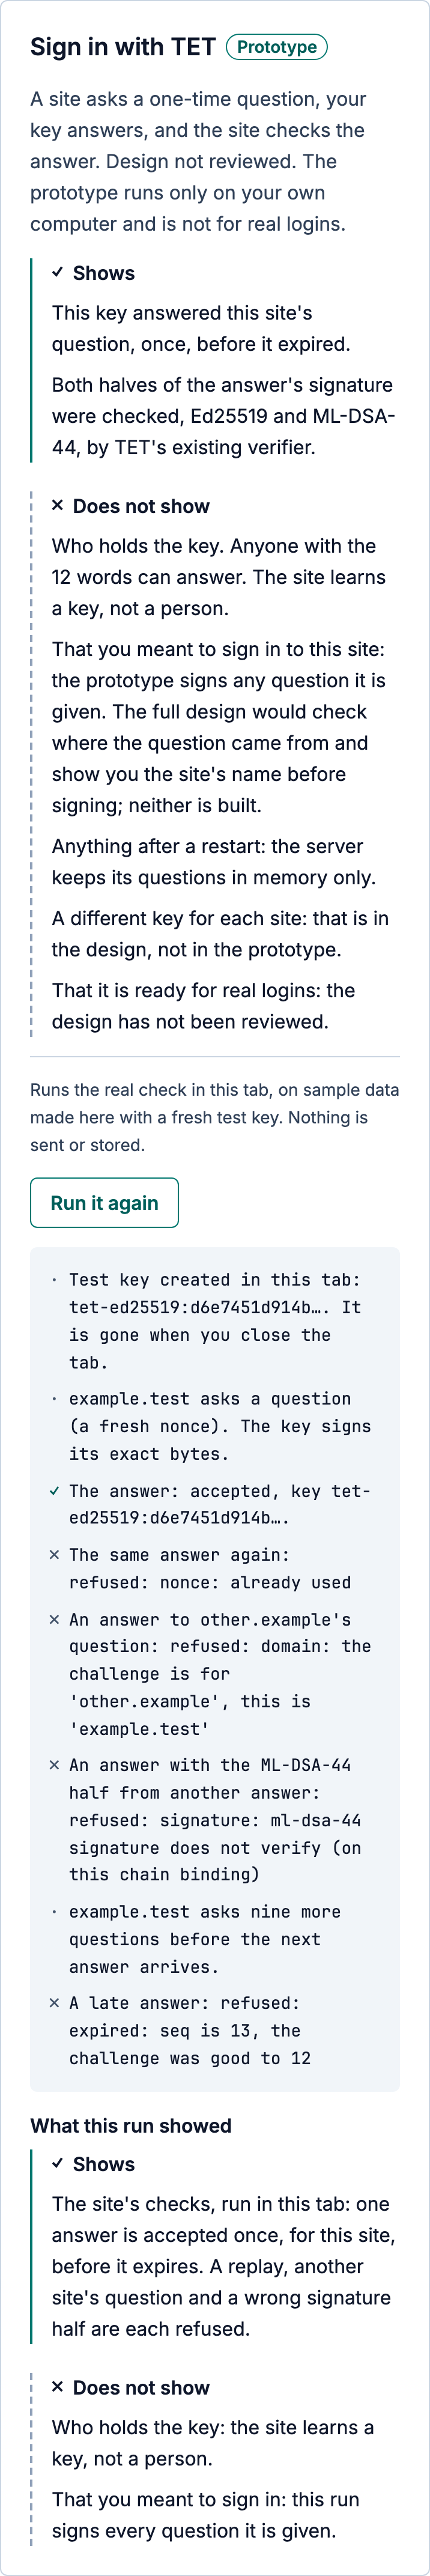 Sign in with TET Prototype
A site asks a one-time question, your
key answers, and the site checks the
answer. Design not reviewed. The
prototype runs only on your own
computer and is not for real logins.
✓ Shows
This key answered this site's
question, once, before it expired.
Both halves of the answer's signature
were checked, Ed25519 and ML-DSA-
44, by TET's existing verifier.
✕ Does not show
Who holds the key. Anyone with the
12 words can answer. The site learns
a key, not a person.
That you meant to sign in to this site:
the prototype signs any question it is
given. The full design would check
where the question came from and
show you the site's name before
signing; neither is built.
Anything after a restart: the server
keeps its questions in memory only.
A different key for each site: that is in
the design, not in the prototype.
That it is ready for real logins: the
design has not been reviewed.
Runs the real check in this tab, on sample data
made here with a fresh test key. Nothing is
sent or stored.
Run it again
· Test key created in this tab:
tet-ed25519:d6e7451d914b…. It
is gone when you close the
tab.
· example.test asks a question
(a fresh nonce). The key signs
its exact bytes.
✓ The answer: accepted, key tet-
ed25519:d6e7451d914b….
✕ The same answer again:
refused: nonce: already used
✕ An answer to other.example's
question: refused: domain: the
challenge is for
'other.example', this is
'example.test'
✕ An answer with the ML-DSA-44
half from another answer:
refused: signature: ml-dsa-44
signature does not verify (on
this chain binding)
· example.test asks nine more
questions before the next
answer arrives.
✕ A late answer: refused:
expired: seq is 13, the
challenge was good to 12
What this run showed
✓ Shows
The site's checks, run in this tab: one
answer is accepted once, for this site,
before it expires. A replay, another
site's question and a wrong signature
half are each refused.
✕ Does not show
Who holds the key: the site learns a
key, not a person.
That you meant to sign in: this run
signs every question it is given.